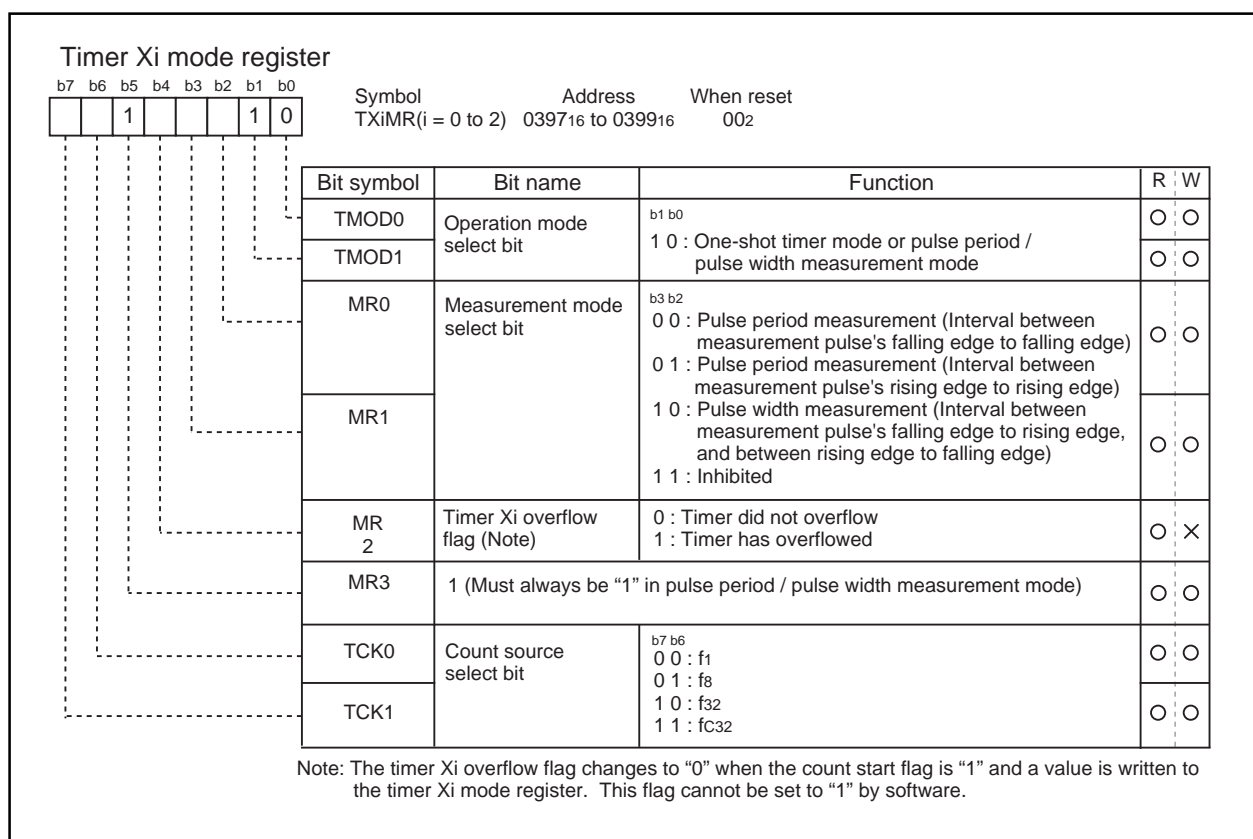 Timer Xi mode register
b7 b6 b5 b4 b3 b2 b1 b0
1 1 0
Symbol Address When reset
TXiMR(i = 0 to 2) 039716 to 039916 002
Bit symbol Bit name Function R W
TMOD0 Operation mode b1 b0
select bit 1 0 : One-shot timer mode or pulse period /
TMOD1 pulse width measurement mode
MR0 Measurement mode b3 b2
select bit 0 0 : Pulse period measurement (Interval between
measurement pulse's falling edge to falling edge)
0 1 : Pulse period measurement (Interval between
measurement pulse's rising edge to rising edge)
MR1 1 0 : Pulse width measurement (Interval between
measurement pulse's falling edge to rising edge,
and between rising edge to falling edge)
1 1 : Inhibited
MR Timer Xi overflow 0 : Timer did not overflow
2 flag (Note) 1 : Timer has overflowed
MR3 1 (Must always be “1” in pulse period / pulse width measurement mode)
TCK0 Count source b7 b6
select bit 0 0 : f1
0 1 : f8
TCK1 1 0 : f32
1 1 : fC32
Note: The timer Xi overflow flag changes to “0” when the count start flag is “1” and a value is written to
the timer Xi mode register. This flag cannot be set to “1” by software.